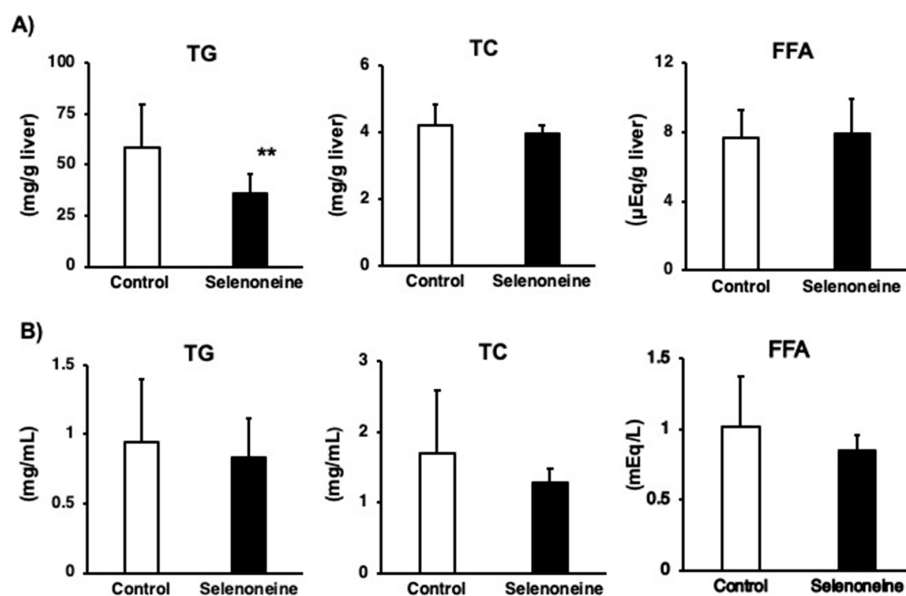 A)
TG
100
75
50
25
0
(mg/g liver)
**
Control Selenoneine
TC
6
4
2
0
(mg/g liver)
Control Selenoneine
FFA
12
8
4
0
(µEq/g liver)
Control Selenoneine
B)
TG
1.5
1
0.5
0
(mg/mL)
Control Selenoneine
TC
3
2
1
0
(mg/mL)
Control Selenoneine
FFA
1.5
1
0.5
0
(mEq/L)
Control Selenoneine